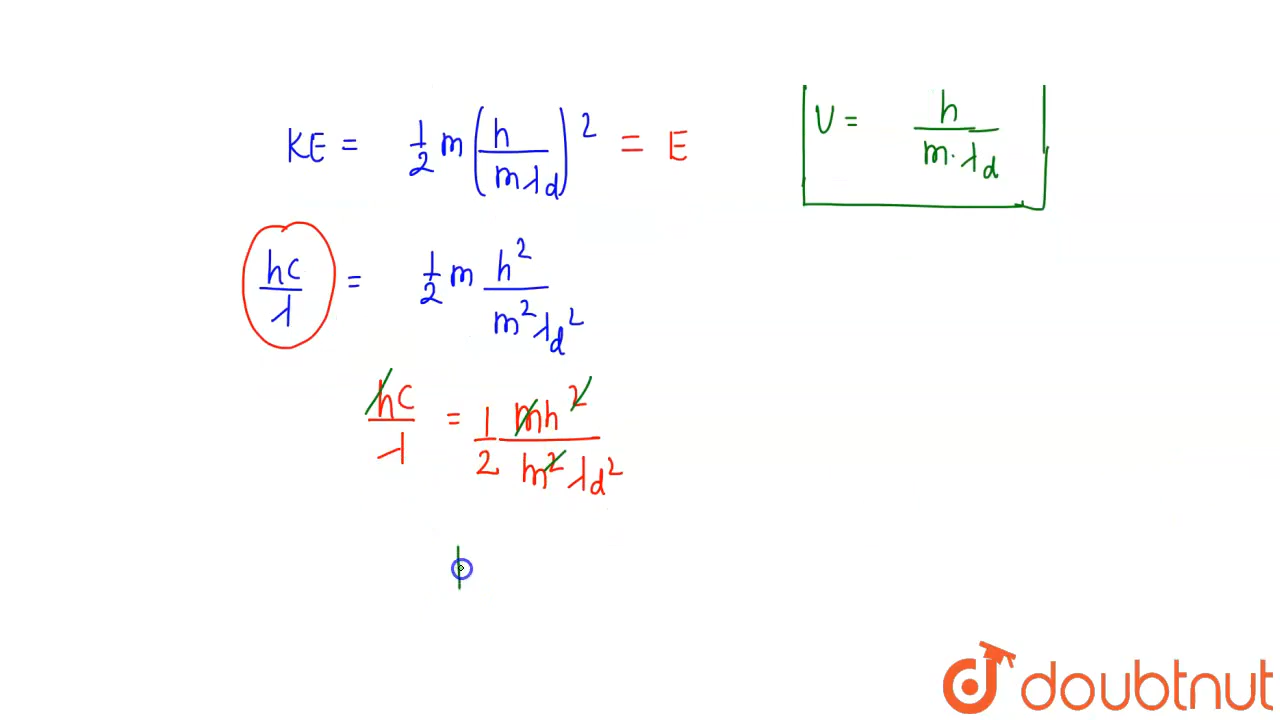 KE = 1/2 m (h / mλd)² = E
V = h / m·λd
hc/λ = 1/2 m h² / m²λd²
hc/λ = 1/2 mh² / m²λd²
doubtnut